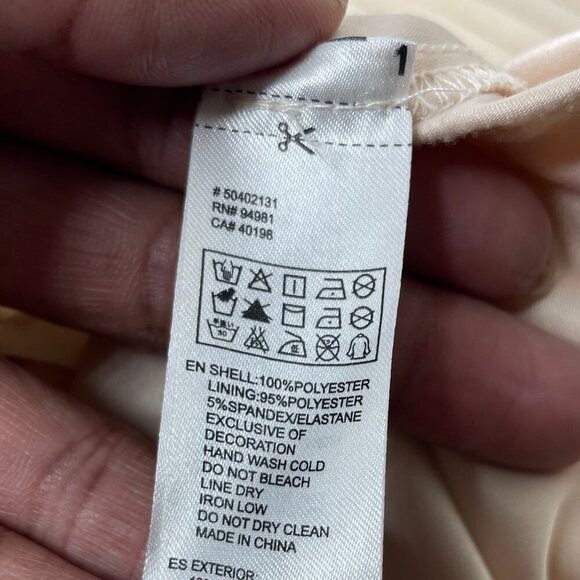 1
# 50402131
RN# 94981
CA# 40198
EN SHELL:100%POLYESTER
LINING:95%POLYESTER
5%SPANDEX/ELASTANE
EXCLUSIVE OF
DECORATION
HAND WASH COLD
DO NOT BLEACH
LINE DRY
IRON LOW
DO NOT DRY CLEAN
MADE IN CHINA
ES EXTERIOR: